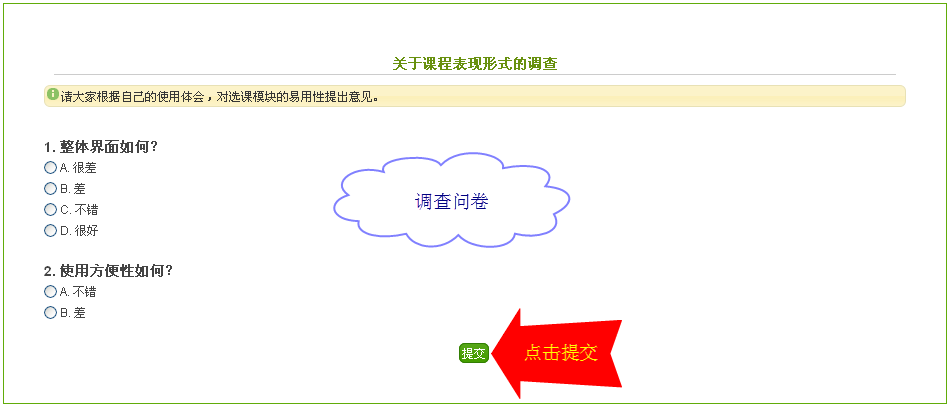 关于课程表现形式的调查
请大家根据自己的使用体会，对选课模块的易用性提出意见。
1. 整体界面如何？
A. 很差
B. 差
C. 不错
D. 很好
调查问卷
2. 使用方便性如何？
A. 不错
B. 差
提交
点击提交